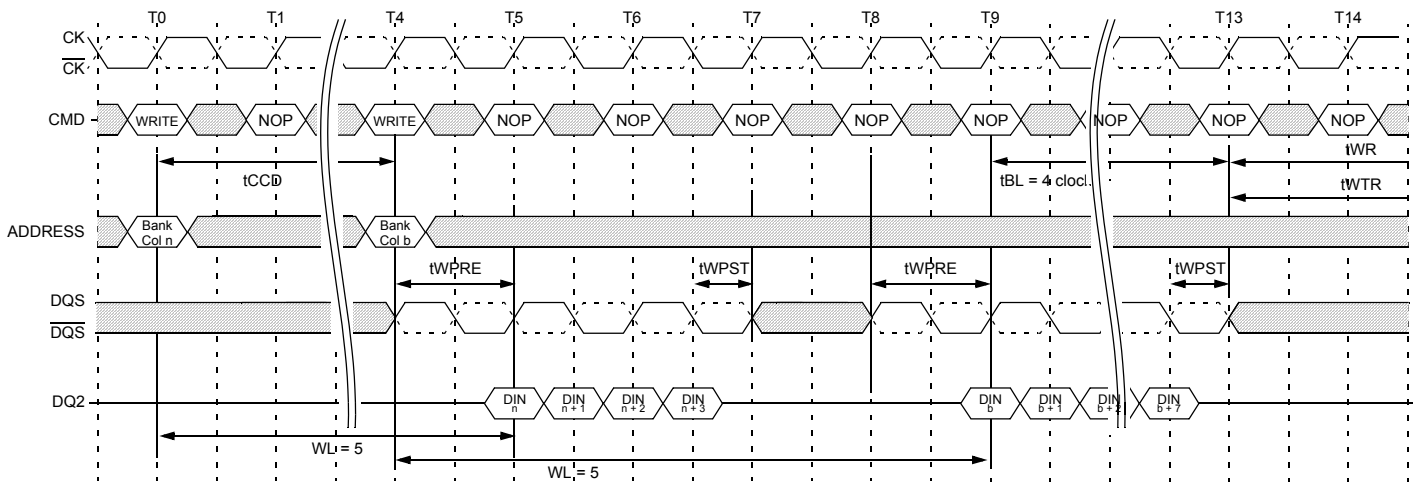 T0 T1 T4 T5 T6 T7 T8 T9 T13 T14
CK
CK
CMD WRITE NOP WRITE NOP NOP NOP NOP NOP NOP NOP NOP
tCCD tBL = 4 clocl. tWR
tWTR
ADDRESS Bank Col n Bank Col b
tWPRE tWPST tWPRE tWPST
DQS
DQS
DQ2 DIN n DIN n + 1 DIN n + 2 DIN n + 3 DIN b DIN b + 1 DIN b + 2 DIN b + 7
WL = 5
WL = 5